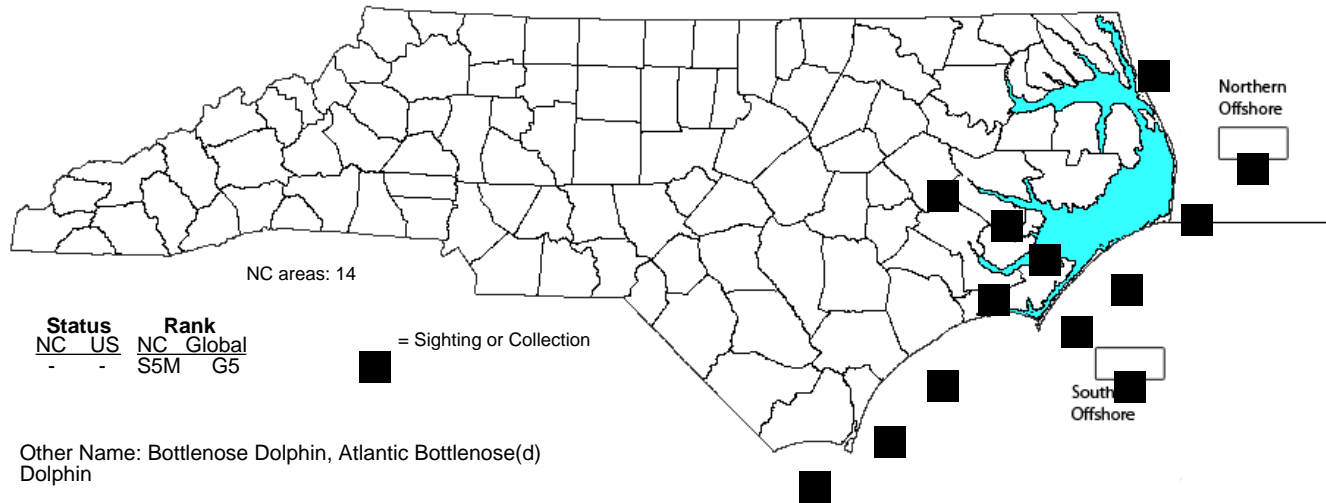 Northern
Offshore
NC areas: 14
Status Rank
NC US NC Global
- - S5M G5
= Sighting or Collection
South
Offshore
Other Name: Bottlenose Dolphin, Atlantic Bottlenose(d)
Dolphin